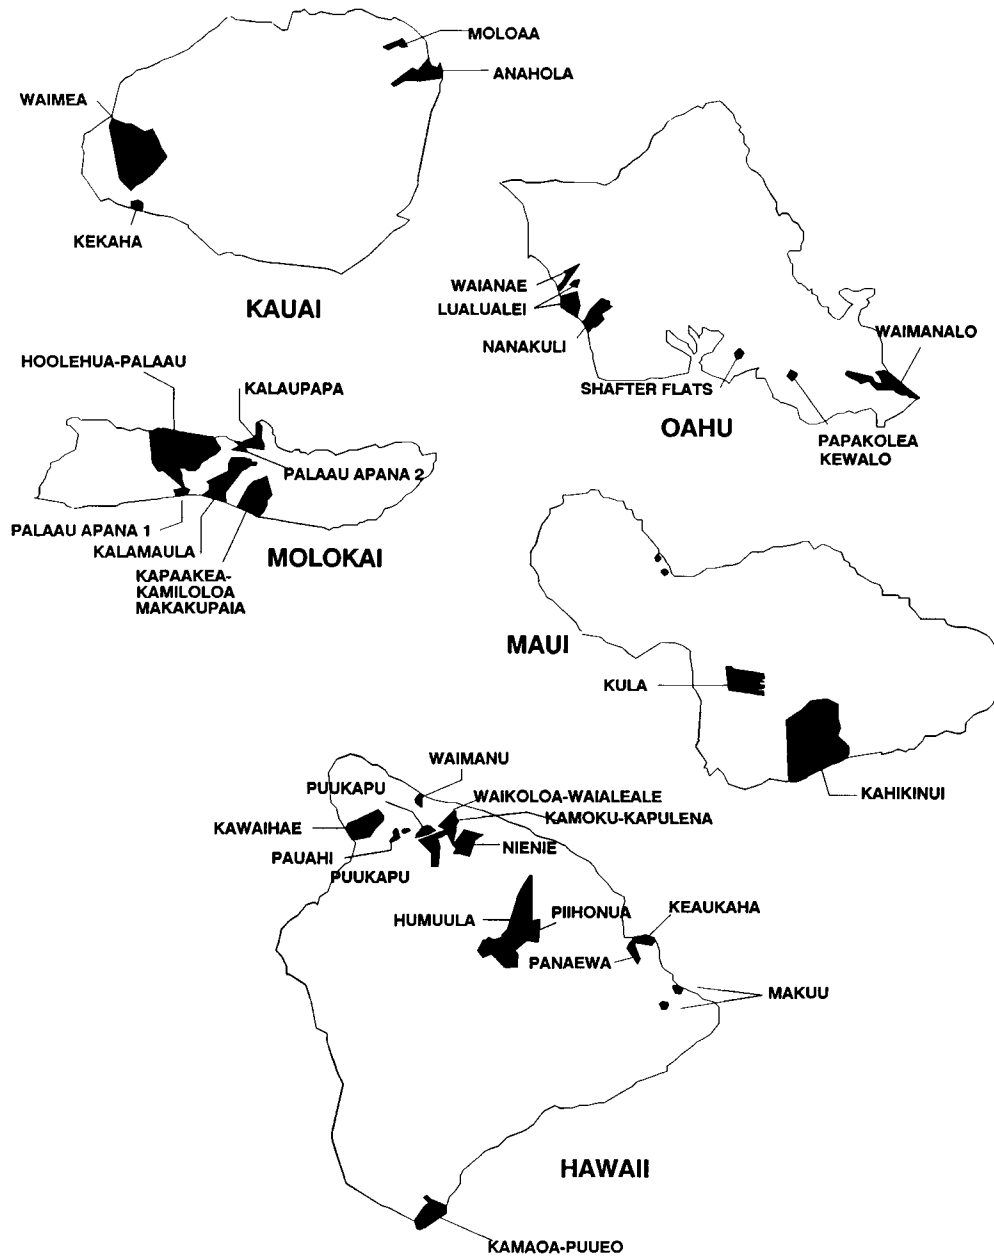 MOLOAA
ANAHOLA
WAIMEA
KEKAHA
KAUAI
WAIANAE
LUALUALEI
NANAKULI
WAIMANALO
SHAFTER FLATS
OAHU
PAPAKOLEA
KEWALO
HOOLEHUA-PALAAU
KALAUPAPA
PALAAU APANA 2
PALAAU APANA 1
KALAMAULA
MOLOKAI
KAPAAKEA-
KAMILOLOA
MAKAKUPAIA
MAUI
KULA
KAHIKINUI
WAIMANU
PUUKAPU
WAIKOLOA-WAIALEALE
KAMOKU-KAPULENA
KAWAIHAE
NIENIE
PAUAHI
PUUKAPU
HUMUULA
PIIHONUA
KEAUKAHA
PANAEWA
MAKUU
HAWAII
KAMAOA-PUUEO